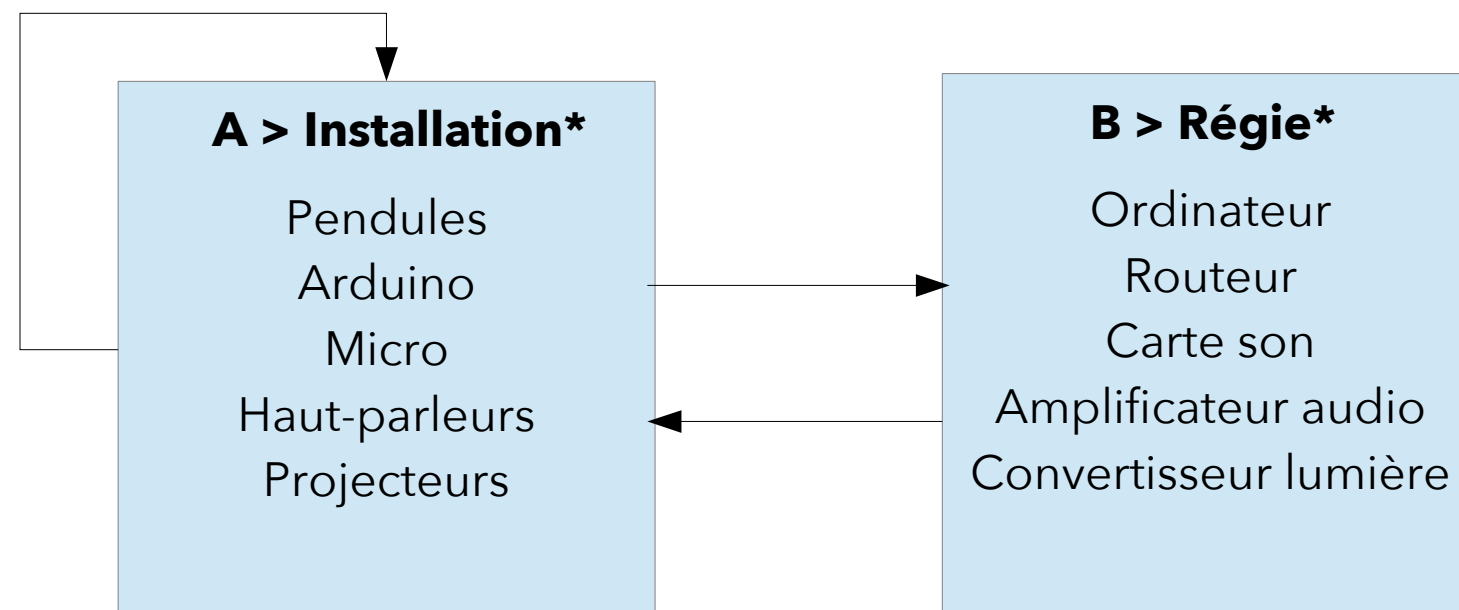 A > Installation*
Pendules
Arduino
Micro
Haut-parleurs
Projecteurs
B > Régie*
Ordinateur
Routeur
Carte son
Amplificateur audio
Convertisseur lumière